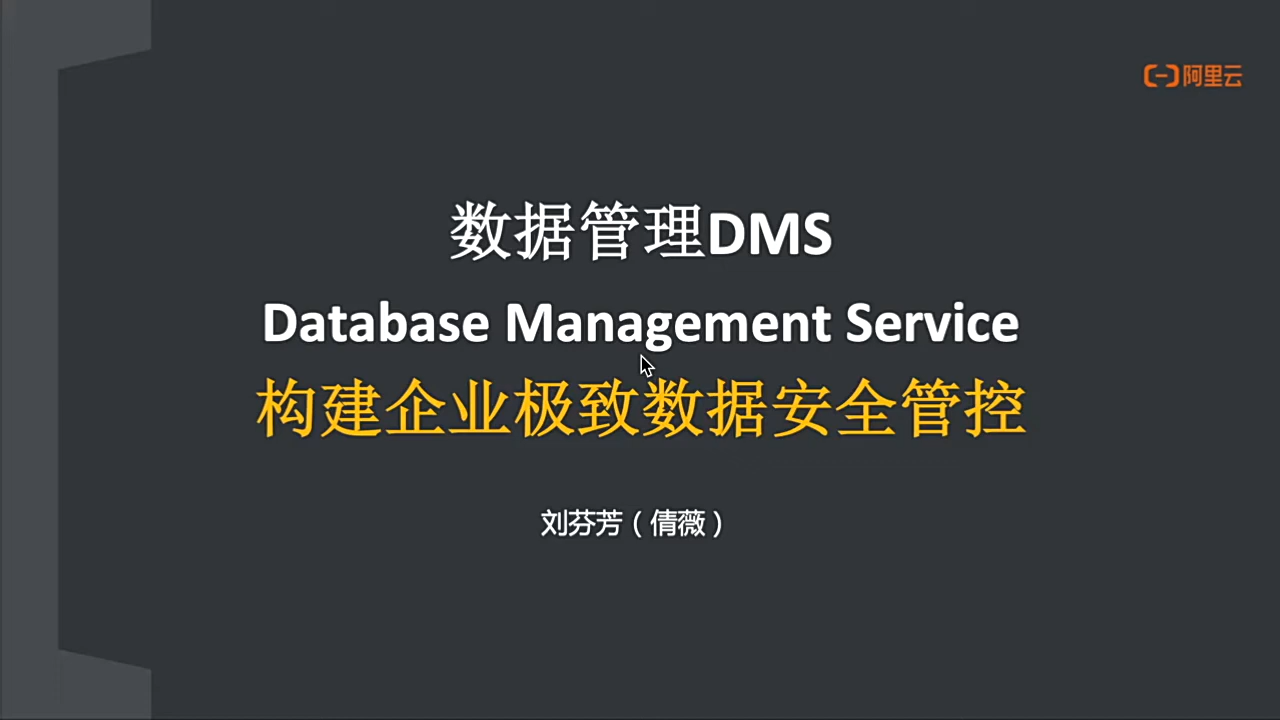 阿里云
数据管理DMS
Database Management Service
构建企业极致数据安全管控
刘芬芳（倩薇）